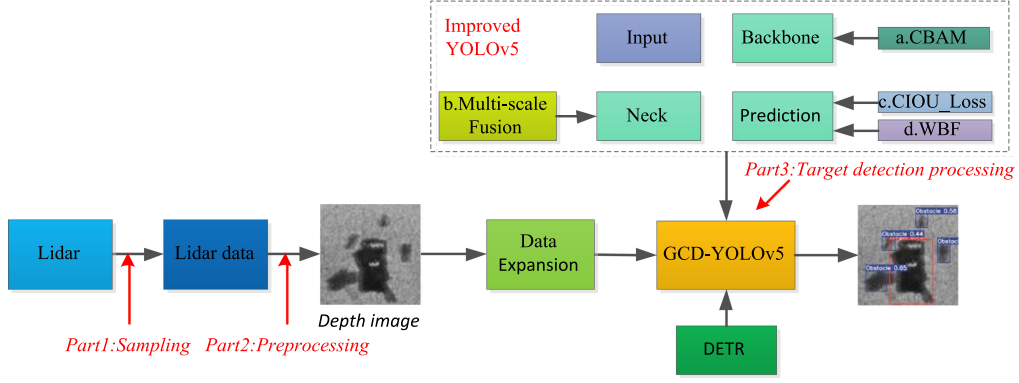 Improved
YOLOv5
Input
Backbone
a.CBAM
b.Multi-scale
Fusion
Neck
Prediction
c.CIOU_Loss
d.WBF
Part3:Target detection processing
Lidar
Lidar data
Data
Expansion
GCD-YOLOv5
Obstacle 0.58
Obstacle 0.44
Obstacle 0.65
Depth image
Part1:Sampling
Part2:Preprocessing
DETR